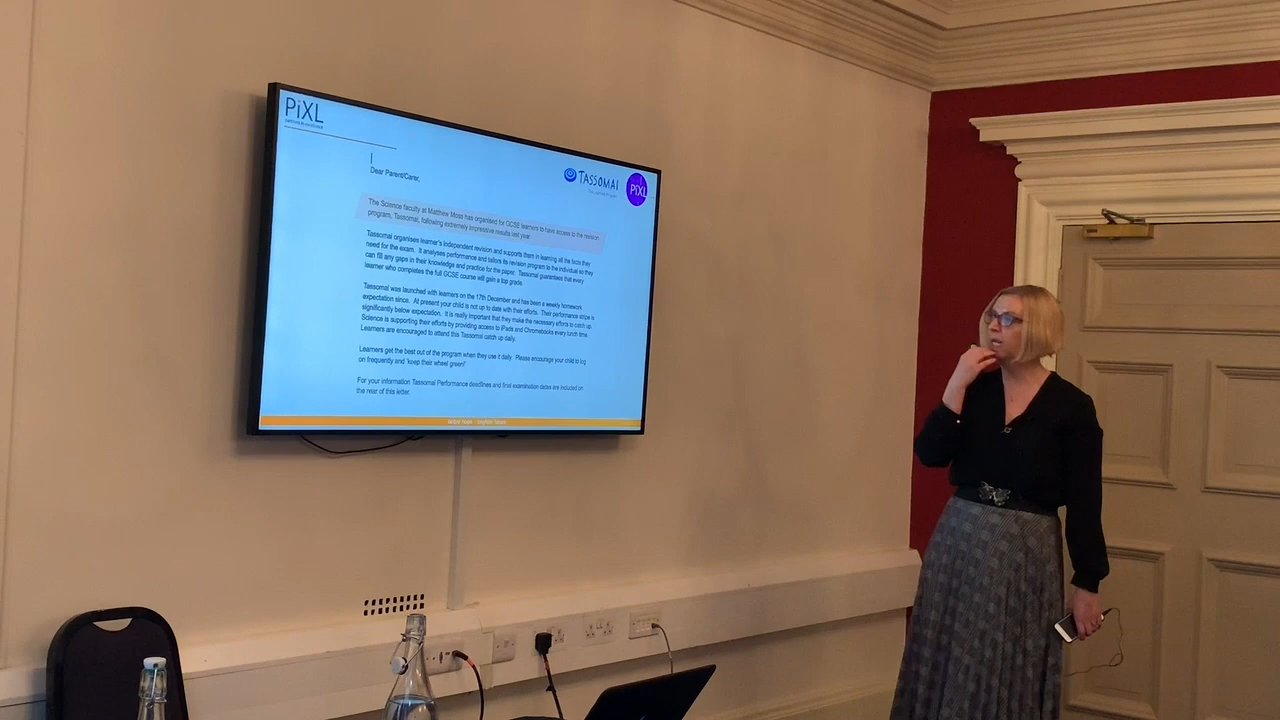 PiXL
Dear Parent/Carer,
TASSOMAI
PiXL
The Science faculty at Matthew Moss has organised for GCSE learners to have access to the revision
program, Tassomai, following extremely impressive results last year.
Tassomai organises learner's independent revision and supports them in learning all the facts they
need for the exam. It analyses performance and tailors its revision program to the individual so they
can fill any gaps in their knowledge and practice for the paper. Tassomai guarantees that every
learner who completes the full GCSE course will gain a top grade.
Tassomai was launched with learners on the 17th December and has been a weekly homework
expectation since. At present your child is not up to date with their efforts. Their performance stripe is
significantly below expectation. It is really important that they make the necessary efforts to catch up.
Science is supporting their efforts by providing access to iPads and Chromebooks every lunch time.
Learners are encouraged to attend this Tassomai catch up daily.
Learners get the best out of the program when they use it daily. Please encourage your child to log
on frequently and 'keep their wheel green!'
For your information Tassomai Performance deadlines and final examination dates are included on
the rear of this letter.